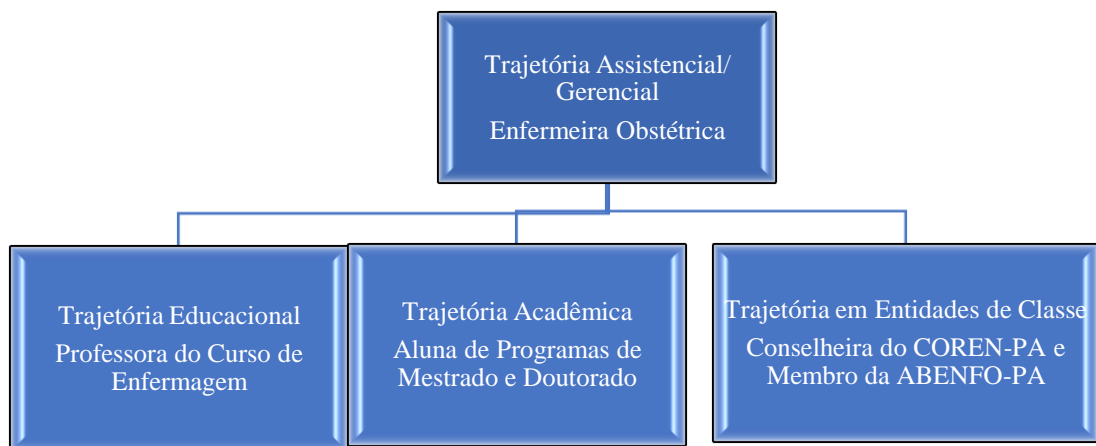 Trajetória Assistencial/
Gerencial
Enfermeira Obstétrica
Trajetória Educacional
Professora do Curso de
Enfermagem
Trajetória Acadêmica
Aluna de Programas de
Mestrado e Doutorado
Trajetória em Entidades de Classe
Conselheira do COREN-PA e
Membro da ABENFO-PA